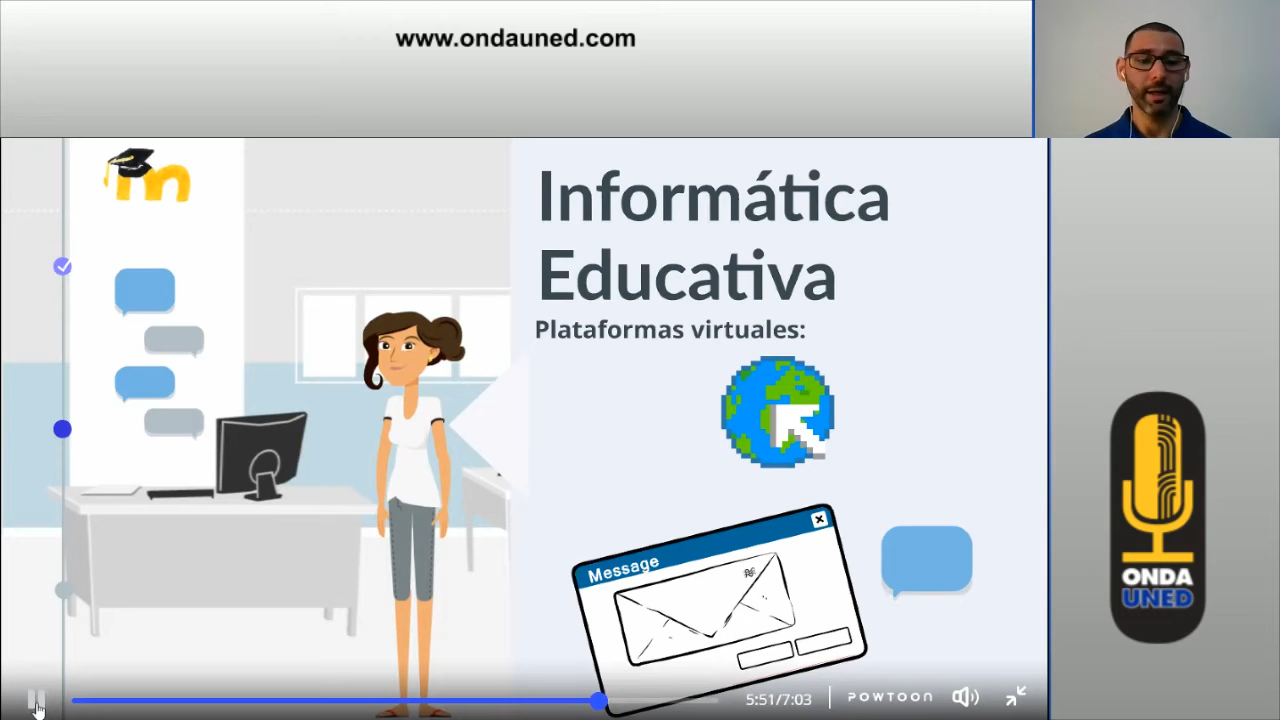 www.ondauned.com
m
Informática
Educativa
Plataformas virtuales:
Message
ONDA
UNED
5:51/7:03
POWTOON